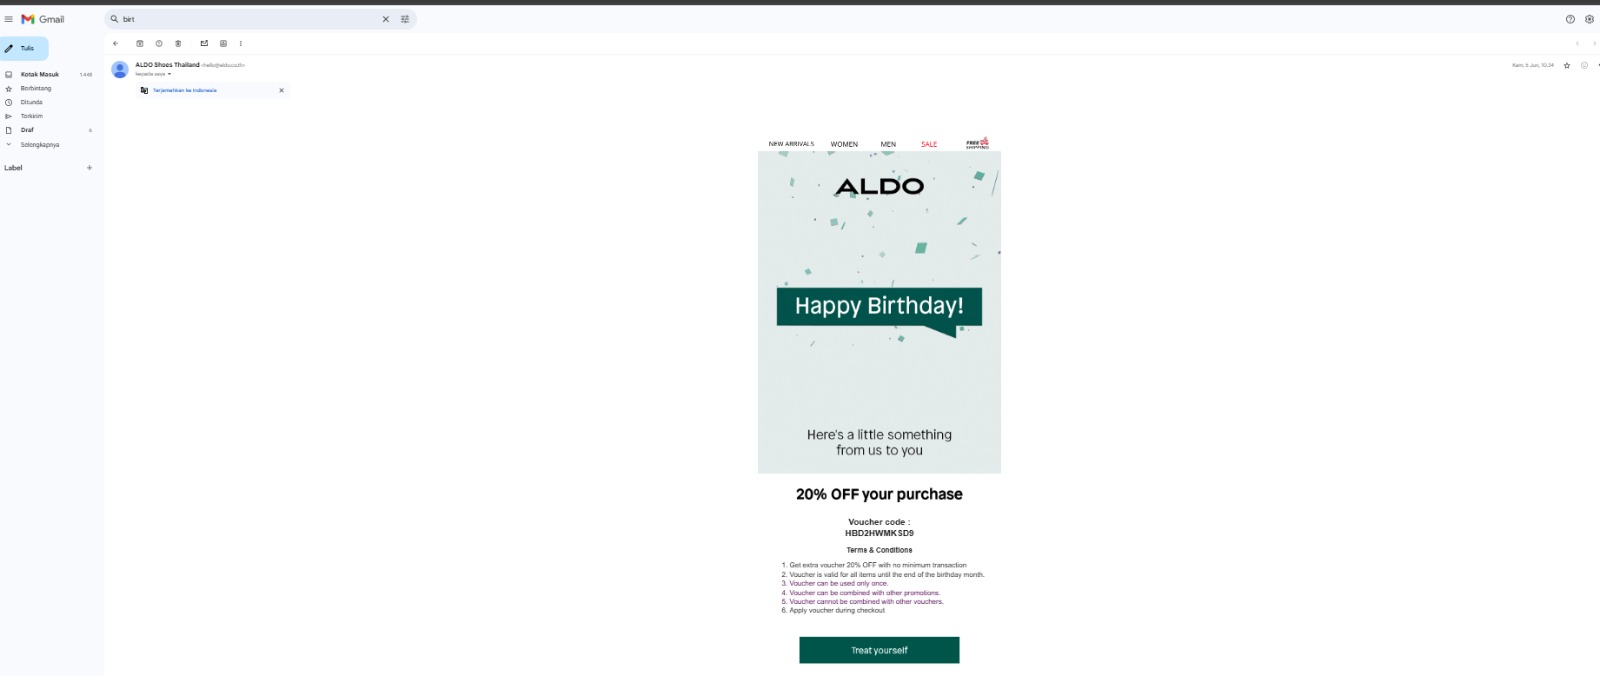 Gmail
birt
Tulis
Kotak Masuk
Berbintang
Ditunda
Terkirim
Draf
Selengkapnya
Label
ALDO Shoes Thailand <hello@aldo.co.th>
kepada saya
Terjemahkan ke Indonesia
Kam, 5 Jun, 10.34
NEW ARRIVALS WOMEN MEN SALE FREE SHIPPING
ALDO
Happy Birthday!
Here's a little something
from us to you
20% OFF your purchase
Voucher code :
HBD2HWMKSD9
Terms & Conditions
1. Get extra voucher 20% OFF with no minimum transaction
2. Voucher is valid for all items until the end of the birthday month.
3. Voucher can be used only once.
4. Voucher can be combined with other promotions.
5. Voucher cannot be combined with other vouchers.
6. Apply voucher during checkout
Treat yourself